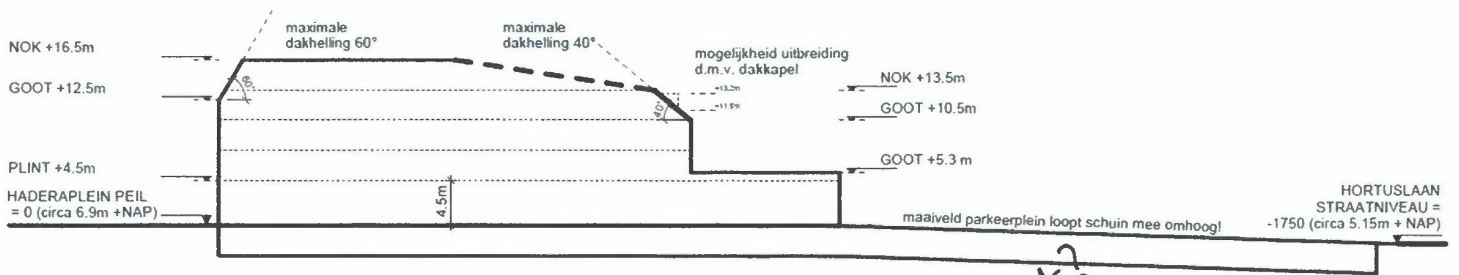 NOK +16.5m
GOOT +12.5m
PLINT +4.5m
HADERAPLEIN PEIL
= 0 (circa 6.9m +NAP)
maximale
dakhelling 60°
60°
maximale
dakhelling 40°
40°
mogelijkheid uitbreiding
d.m.v. dakkapel
NOK +13.5m
GOOT +10.5m
GOOT +5.3 m
4.5m
maaiveld parkeerplein loopt schuin mee omhoog!
HORTUSLAAN
STRAATNIVEAU =
-1750 (circa 5.15m + NAP)